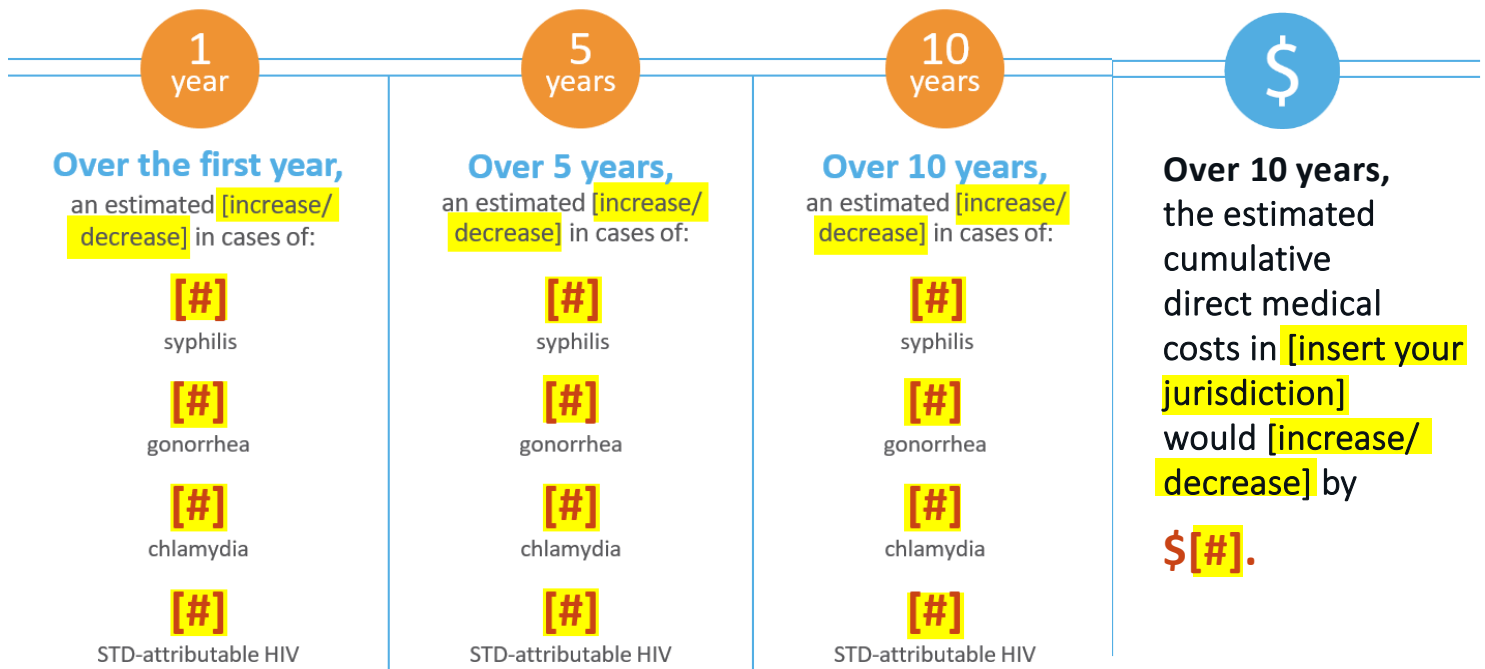 1
year
Over the first year,
an estimated [increase/
decrease] in cases of:
[#]
syphilis
[#]
gonorrhea
[#]
chlamydia
[#]
STD-attributable HIV
5
years
Over 5 years,
an estimated [increase/
decrease] in cases of:
[#]
syphilis
[#]
gonorrhea
[#]
chlamydia
[#]
STD-attributable HIV
10
years
Over 10 years,
an estimated [increase/
decrease] in cases of:
[#]
syphilis
[#]
gonorrhea
[#]
chlamydia
[#]
STD-attributable HIV
$
Over 10 years,
the estimated
cumulative
direct medical
costs in [insert your
jurisdiction]
would [increase/
decrease] by
$[#].